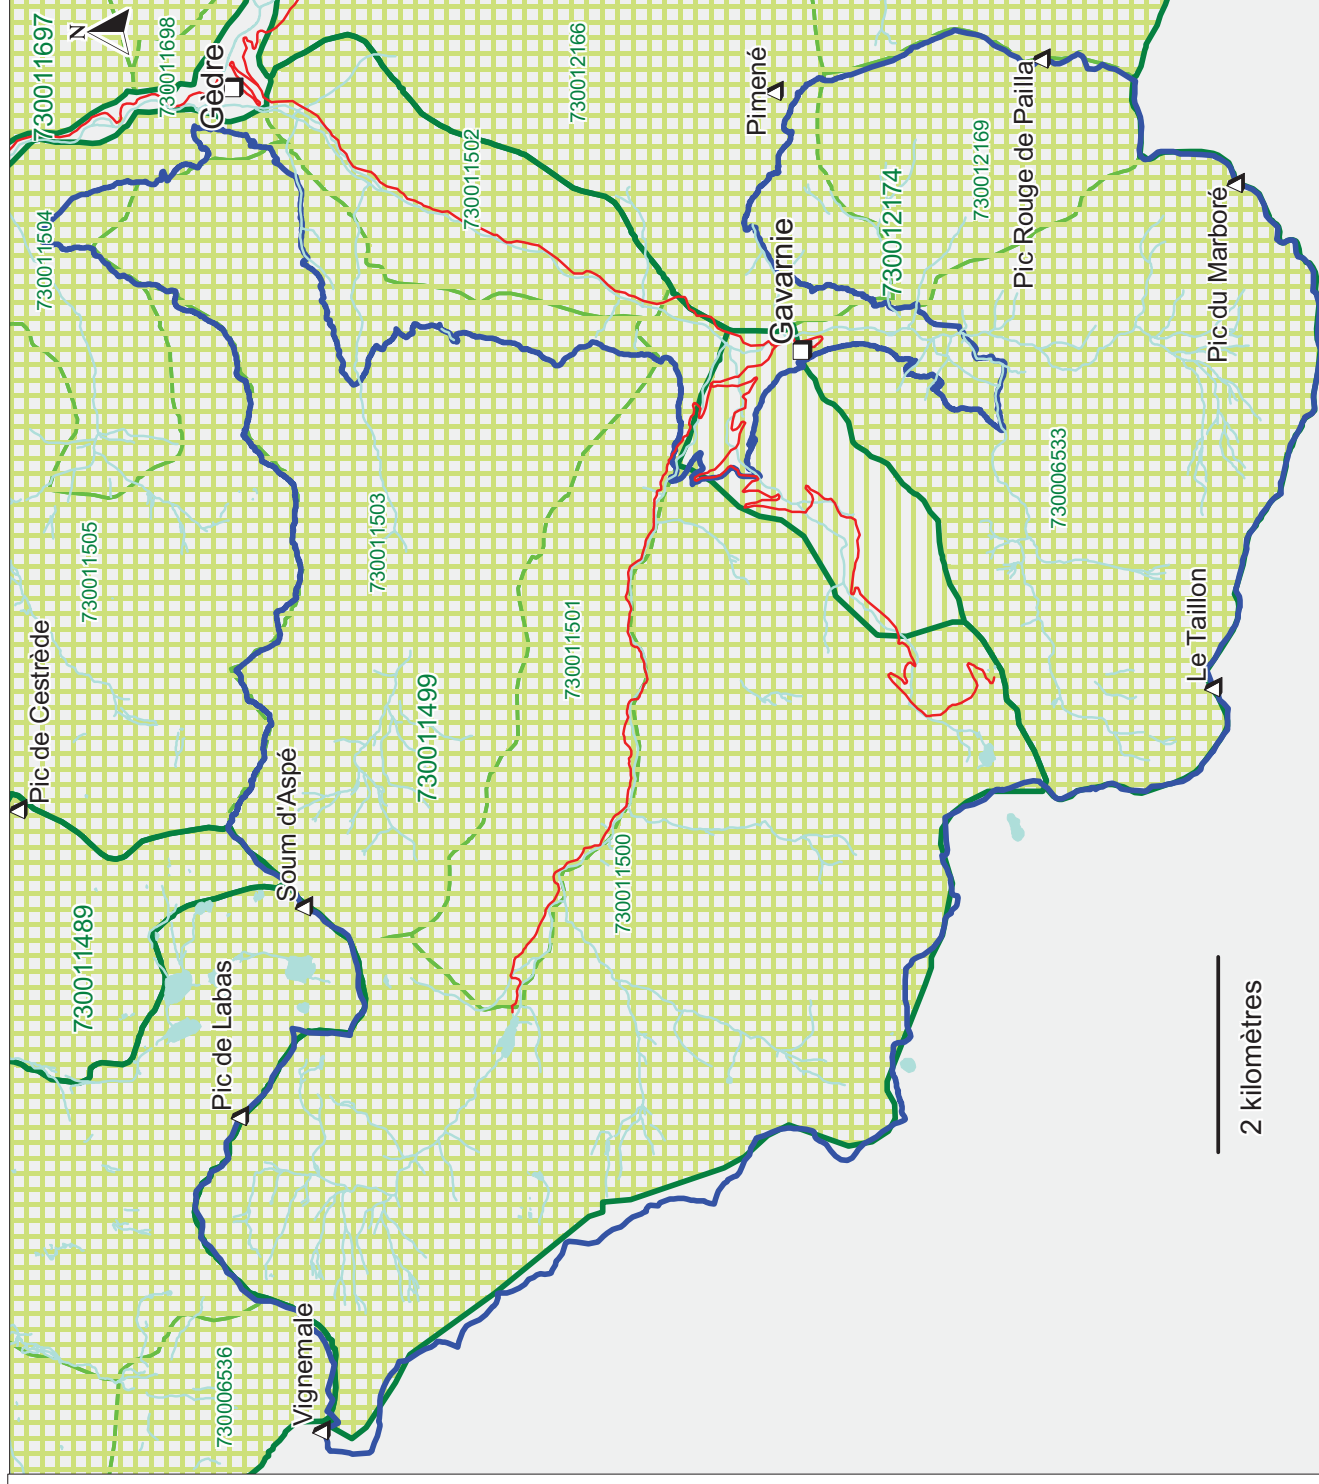 730011697
N
730011698
Gèdre
730012166
Pimené
Pic Rouge de Pailla
730011504
730011502
730012169
730012174
Pic du Marboré
Gavarnie
730011505
730011503
730006533
Pic de Cestrède
730011501
Le Taillon
730011499
Soum d'Aspé
730011500
730011489
Pic de Labas
2 kilomètres
Vignemale
730006536